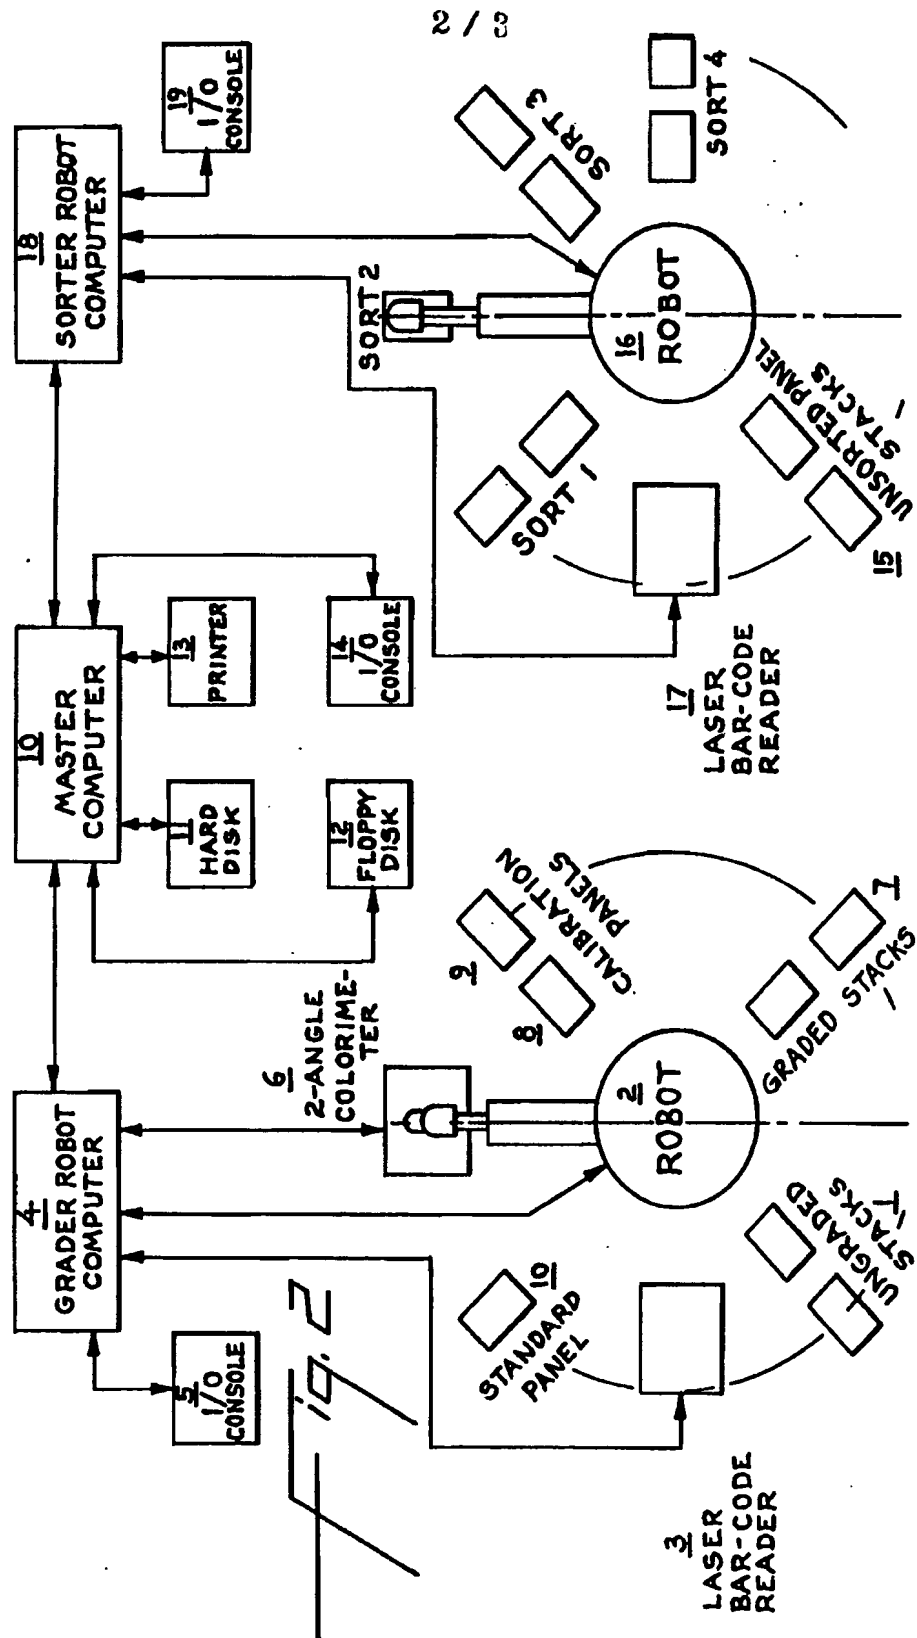 2 / 3
5
I/O
CONSOLE
4
GRADER ROBOT
COMPUTER
10
MASTER
COMPUTER
18
SORTER ROBOT
COMPUTER
19
I/O
CONSOLE
11
HARD
DISK
13
PRINTER
12
FLOPPY
DISK
14
I/O
CONSOLE
Fig. 2
6
2-ANGLE
COLORIME-
TER
3
LASER
BAR-CODE
READER
10
STANDARD
PANEL
2
ROBOT
9
8
CALIBRATION
PANELS
UNGRADED
STACKS
1
GRADED STACKS
7
17
LASER
BAR-CODE
READER
SORT 1
SORT 2
SORT 3
SORT 4
16
ROBOT
15
UNSORTED PANEL
STACKS